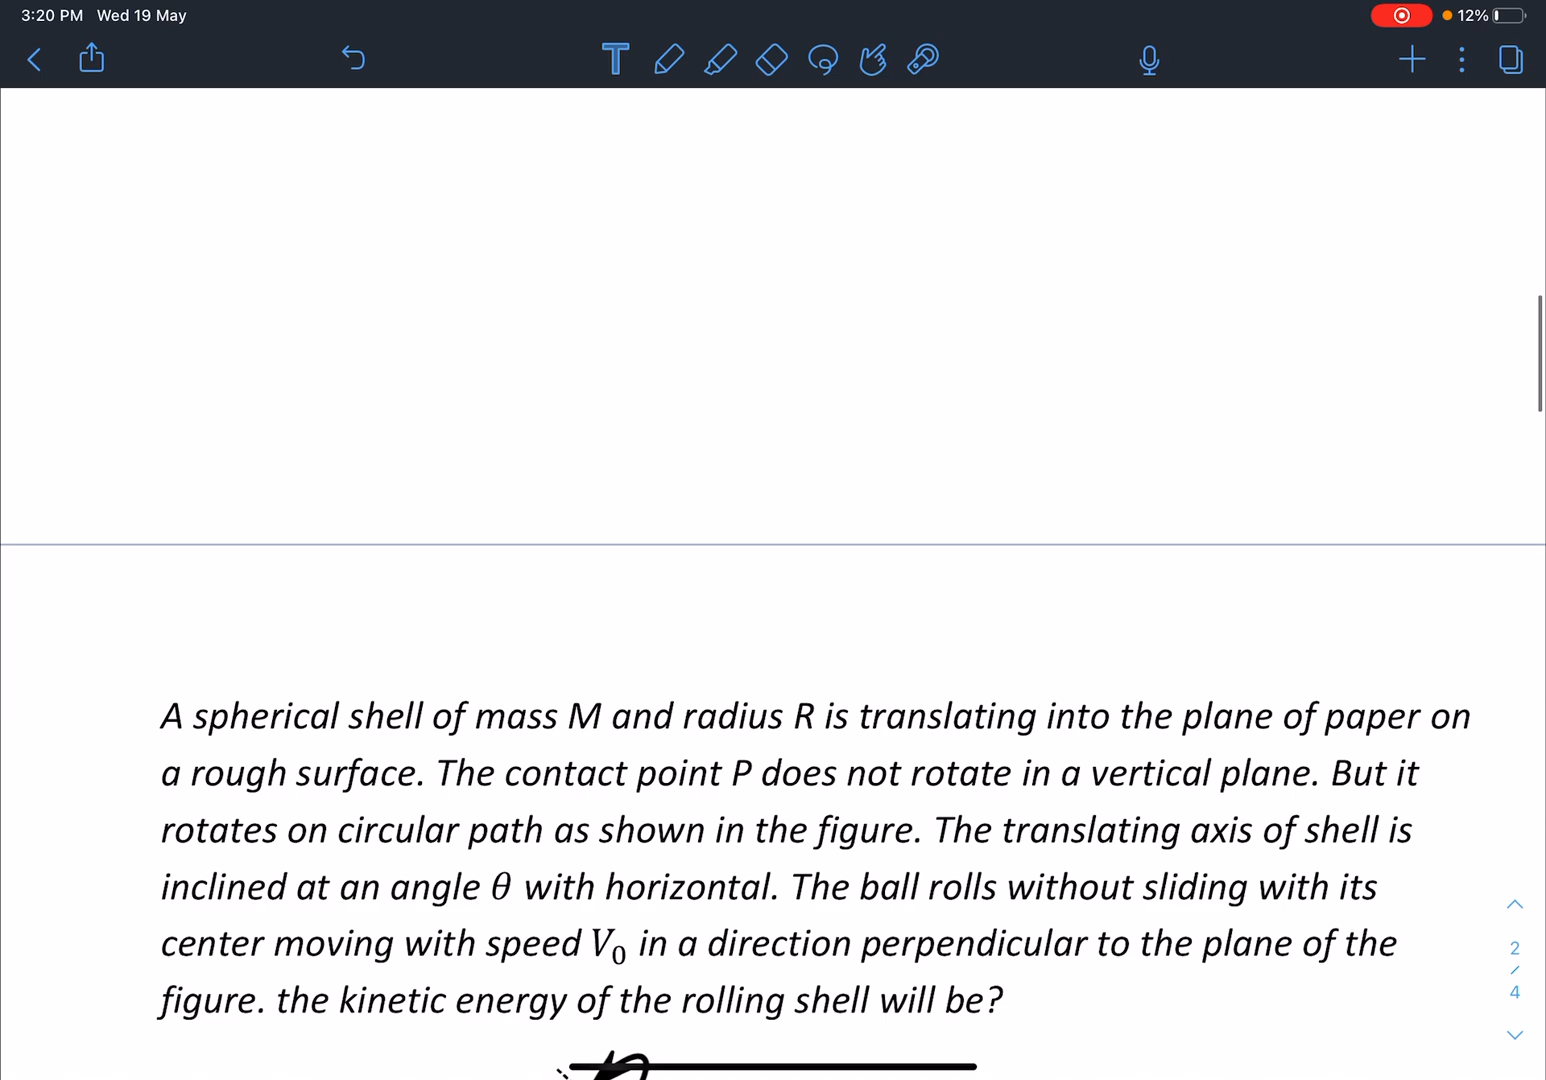 3:20 PM Wed 19 May
12%
T
A spherical shell of mass M and radius R is translating into the plane of paper on
a rough surface. The contact point P does not rotate in a vertical plane. But it
rotates on circular path as shown in the figure. The translating axis of shell is
inclined at an angle θ with horizontal. The ball rolls without sliding with its
center moving with speed V₀ in a direction perpendicular to the plane of the
figure. the kinetic energy of the rolling shell will be?
2
/
4